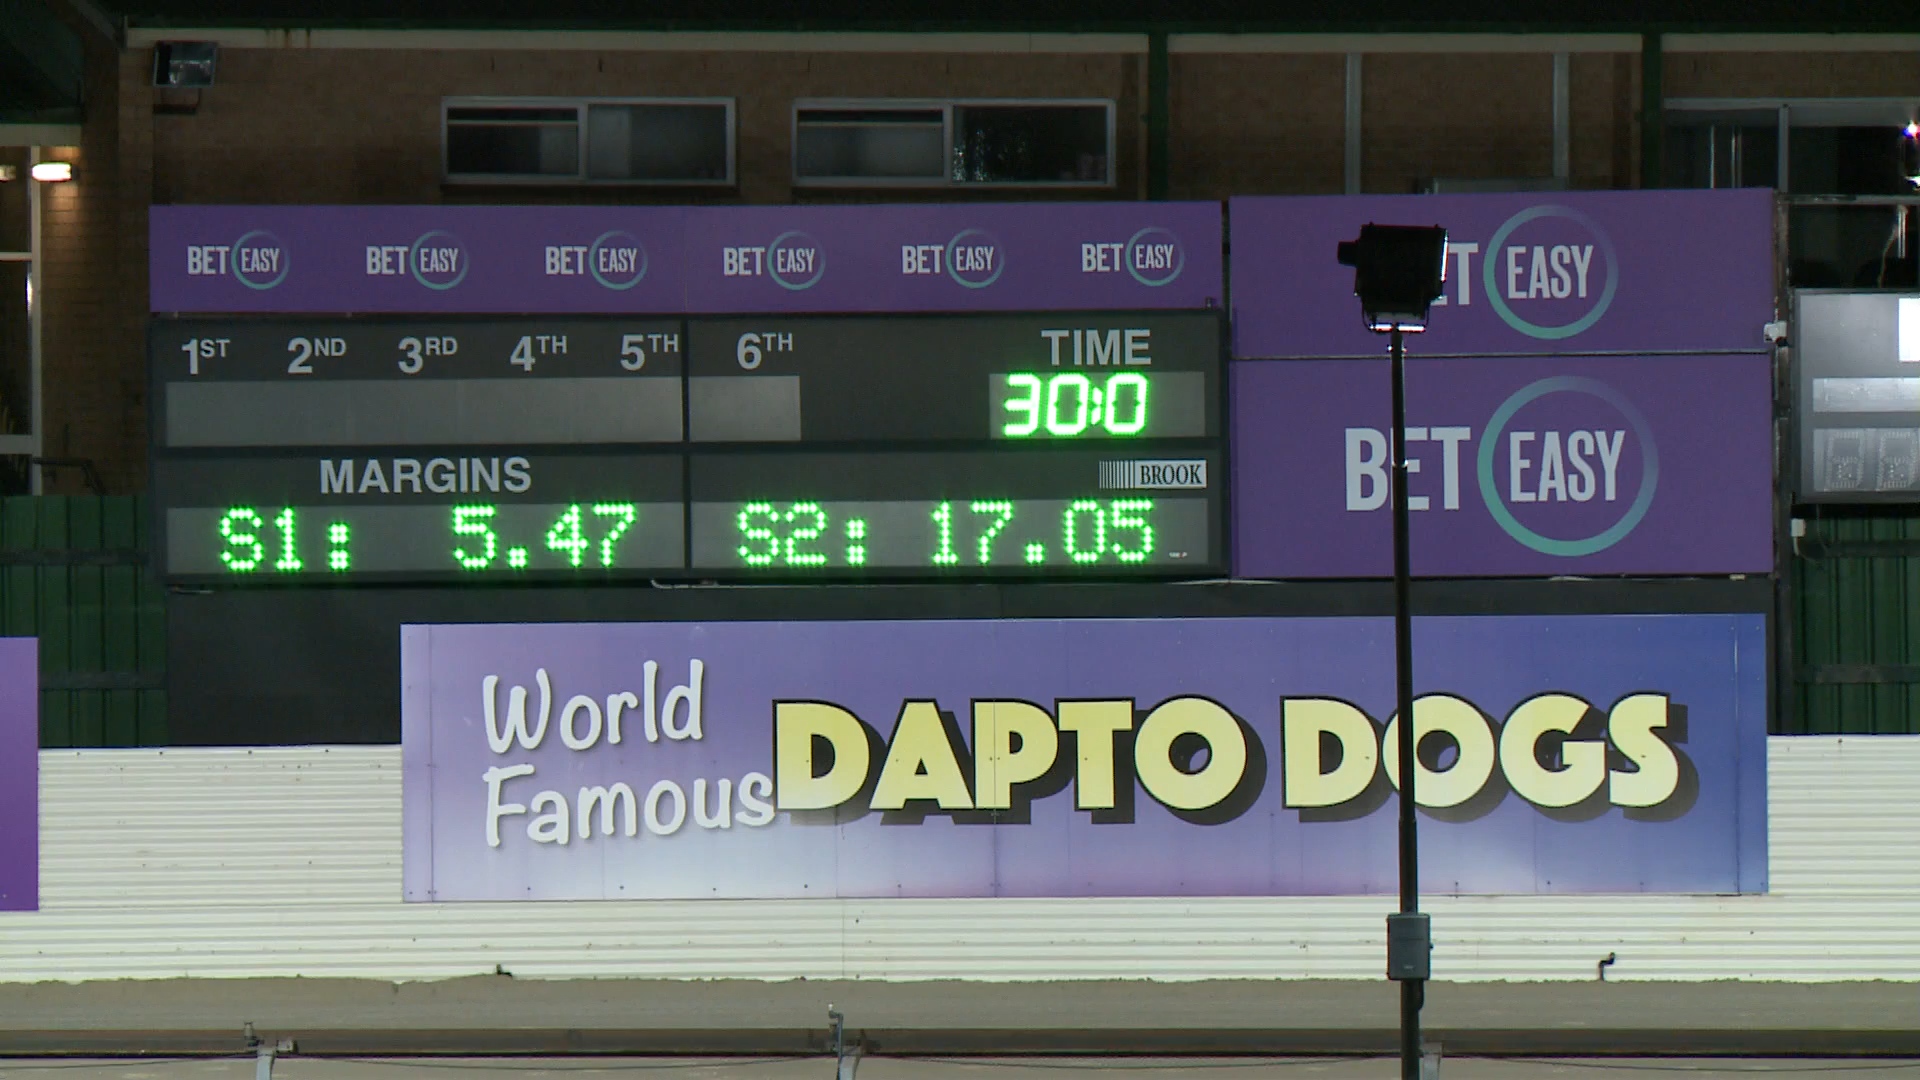 BET EASY BET EASY BET EASY BET EASY BET EASY BET EASY
EASY
1ST 2ND 3RD 4TH 5TH 6TH TIME
30:0
MARGINS BROOK
S1: 5.47 S2: 17.05
BET EASY
World
Famous
DAPTO DOGS